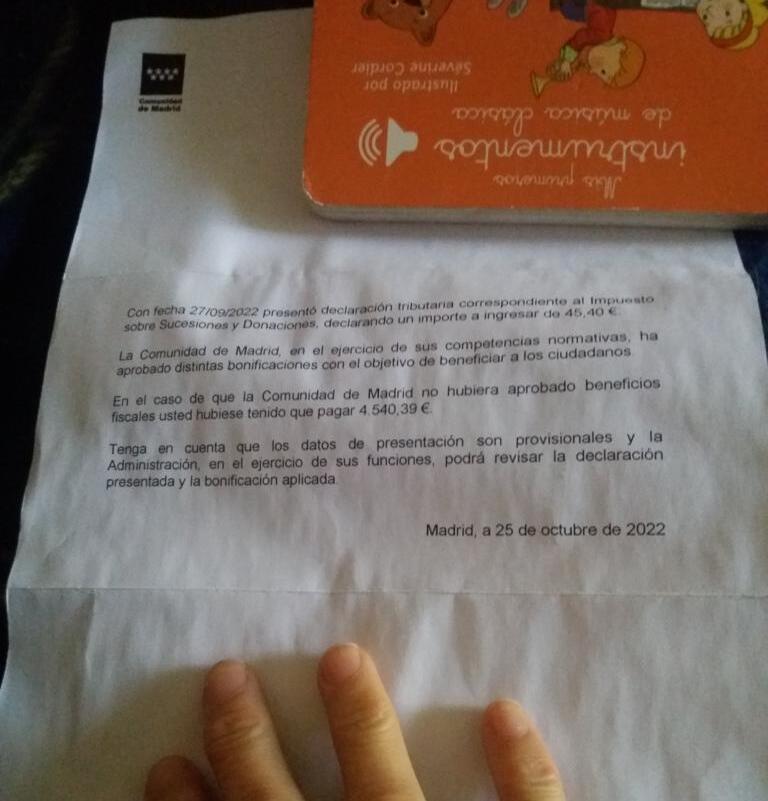 Comunidad
de Madrid
Ilustrado por
Séverine Cordier
Mis primeros
instrumentos
de música clásica
Con fecha 27/09/2022 presentó declaración tributaria correspondiente al Impuesto
sobre Sucesiones y Donaciones, declarando un importe a ingresar de 45,40 €.
La Comunidad de Madrid, en el ejercicio de sus competencias normativas, ha
aprobado distintas bonificaciones con el objetivo de beneficiar a los ciudadanos.
En el caso de que la Comunidad de Madrid no hubiera aprobado beneficios
fiscales usted hubiese tenido que pagar 4.540,39 €.
Tenga en cuenta que los datos de presentación son provisionales y la
Administración, en el ejercicio de sus funciones, podrá revisar la declaración
presentada y la bonificación aplicada.
Madrid, a 25 de octubre de 2022